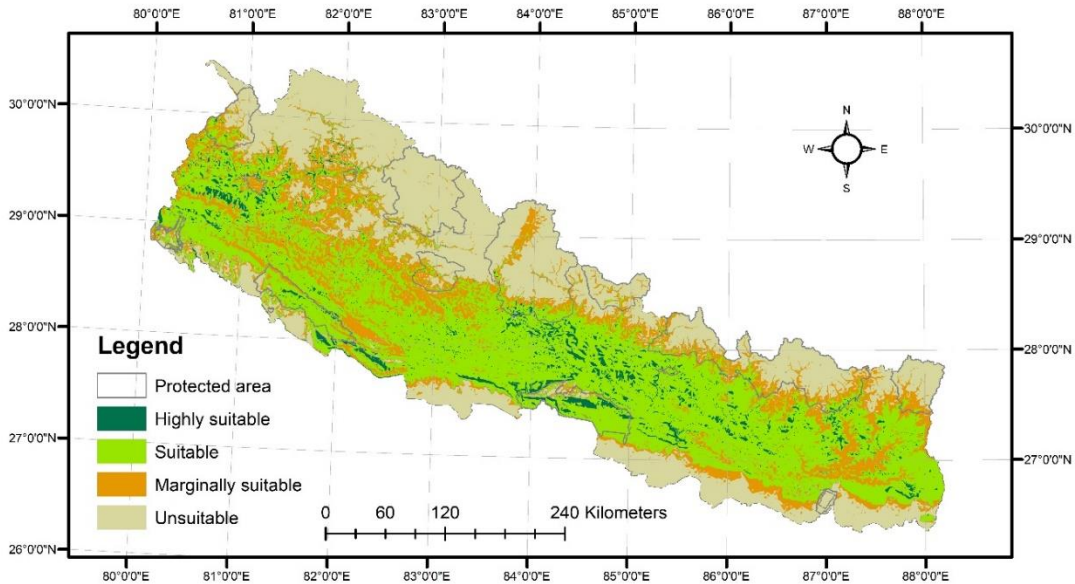 80°0'0"E 81°0'0"E 82°0'0"E 83°0'0"E 84°0'0"E 85°0'0"E 86°0'0"E 87°0'0"E 88°0'0"E
30°0'0"N
29°0'0"N
28°0'0"N
27°0'0"N
26°0'0"N
30°0'0"N
29°0'0"N
28°0'0"N
27°0'0"N
N
W E
S
Legend
Protected area
Highly suitable
Suitable
Marginally suitable
Unsuitable
0 60 120 240 Kilometers
80°0'0"E 81°0'0"E 82°0'0"E 83°0'0"E 84°0'0"E 85°0'0"E 86°0'0"E 87°0'0"E 88°0'0"E